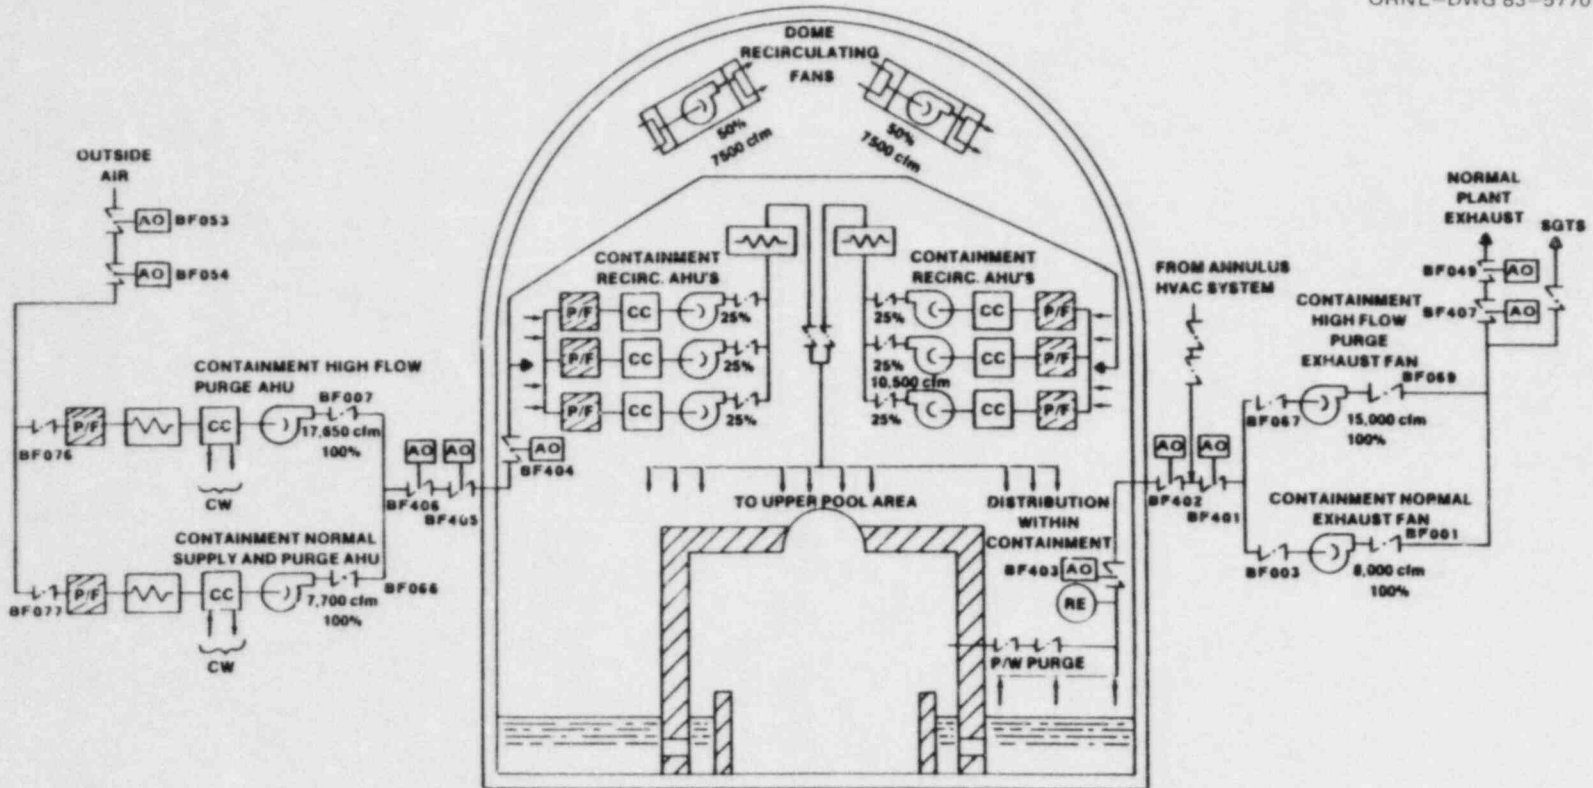 ORNL-DWG 83-5770
DOME
RECIRCULATING
FANS
50%
7500 cfm
50%
7500 cfm
OUTSIDE
AIR
AO BF053
AO BF054
NORMAL
PLANT
EXHAUST
SGTS
BF049 AO
BF407 AO
CONTAINMENT
RECIRC. AHU'S
P/F CC 25%
P/F CC 25%
P/F CC 25%
CONTAINMENT
RECIRC. AHU'S
25% CC P/F
25% CC P/F
10,500 cfm
25% CC P/F
FROM ANNULUS
HVAC SYSTEM
CONTAINMENT
HIGH FLOW
PURGE
EXHAUST FAN
BF069
BF067
15,000 cfm
100%
CONTAINMENT HIGH FLOW
PURGE AHU
BF007
P/F CC
17,650 cfm
100%
BF076
CW
AO AO
BF406
BF405
AO
BF404
AO AO
BF402
BF401
CONTAINMENT NORMAL
EXHAUST FAN
BF001
BF003
8,000 cfm
100%
CONTAINMENT NORMAL
SUPPLY AND PURGE AHU
BF066
P/F CC
BF077
7,700 cfm
100%
CW
TO UPPER POOL AREA
DISTRIBUTION
WITHIN
CONTAINMENT
BF403 AO
RE
P/W PURGE